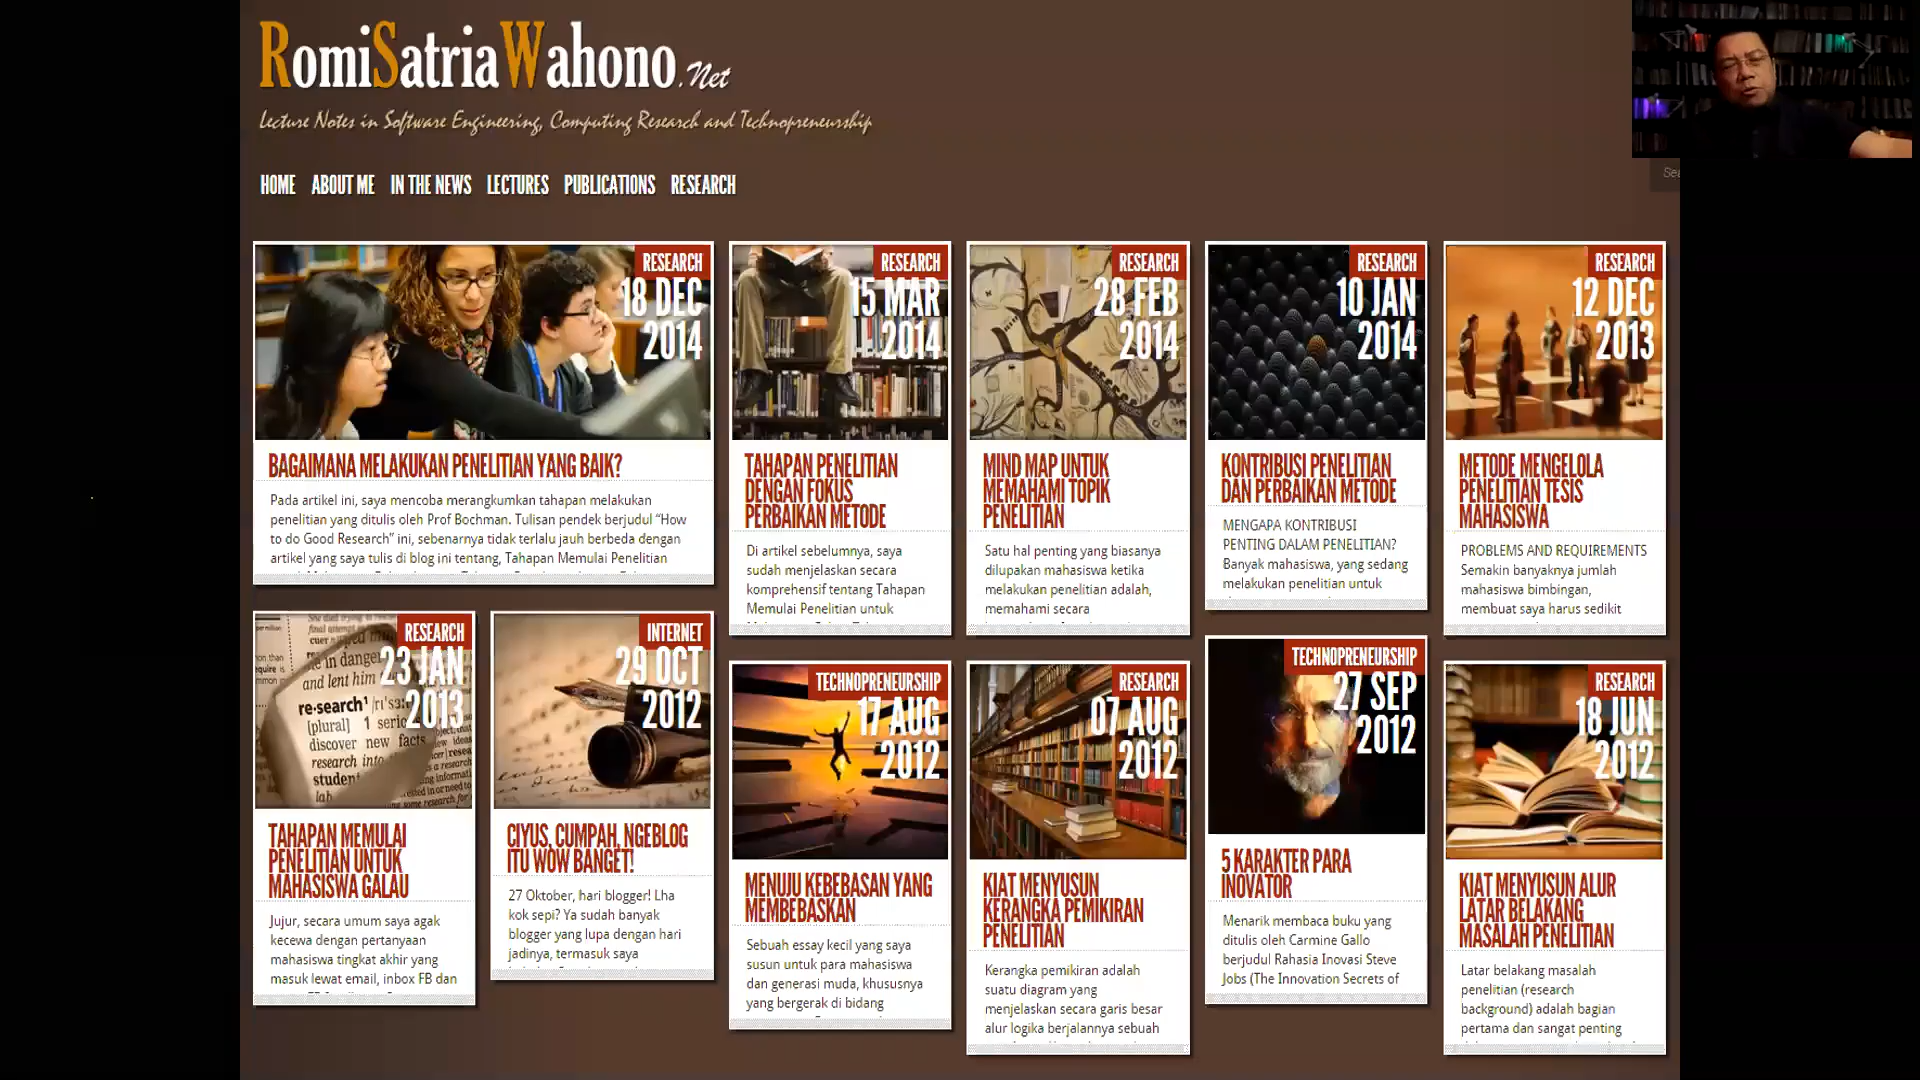 RomiSatriaWahono.Net
Lecture Notes in Software Engineering, Computing Research and Technopreneurship
HOME ABOUT ME IN THE NEWS LECTURES PUBLICATIONS RESEARCH
RESEARCH
18 DEC
2014
BAGAIMANA MELAKUKAN PENELITIAN YANG BAIK?
Pada artikel ini, saya mencoba merangkumkan tahapan melakukan
penelitian yang ditulis oleh Prof Bochman. Tulisan pendek berjudul “How
to do Good Research” ini, sebenarnya tidak terlalu jauh berbeda dengan
artikel yang saya tulis di blog ini tentang, Tahapan Memulai Penelitian
RESEARCH
15 MAR
2014
TAHAPAN PENELITIAN
DENGAN FOKUS
PERBAIKAN METODE
Di artikel sebelumnya, saya
sudah menjelaskan secara
komprehensif tentang Tahapan
Memulai Penelitian untuk
RESEARCH
28 FEB
2014
MIND MAP UNTUK
MEMAHAMI TOPIK
PENELITIAN
Satu hal penting yang biasanya
dilupakan mahasiswa ketika
melakukan penelitian adalah,
memahami secara
RESEARCH
10 JAN
2014
KONTRIBUSI PENELITIAN
DAN PERBAIKAN METODE
MENGAPA KONTRIBUSI
PENTING DALAM PENELITIAN?
Banyak mahasiswa, yang sedang
melakukan penelitian untuk
RESEARCH
12 DEC
2013
METODE MENGELOLA
PENELITIAN TESIS
MAHASISWA
PROBLEMS AND REQUIREMENTS
Semakin banyaknya jumlah
mahasiswa bimbingan,
membuat saya harus sedikit
RESEARCH
23 JAN
2013
re·search¹
[plural] 1
discover new facts
research into
student
TAHAPAN MEMULAI
PENELITIAN UNTUK
MAHASISWA GALAU
Jujur, secara umum saya agak
kecewa dengan pertanyaan
mahasiswa tingkat akhir yang
masuk lewat email, inbox FB dan
INTERNET
29 OCT
2012
CIYUS, CUMPAH, NGEBLOG
ITU WOW BANGET!
27 Oktober, hari blogger! Lha
kok sepi? Ya sudah banyak
blogger yang lupa dengan hari
jadinya, termasuk saya
TECHNOPRENEURSHIP
17 AUG
2012
MENUJU KEBEBASAN YANG
MEMBEBASKAN
Sebuah essay kecil yang saya
susun untuk para mahasiswa
dan generasi muda, khususnya
yang bergerak di bidang
RESEARCH
07 AUG
2012
KIAT MENYUSUN
KERANGKA PEMIKIRAN
PENELITIAN
Kerangka pemikiran adalah
suatu diagram yang
menjelaskan secara garis besar
alur logika berjalannya sebuah
TECHNOPRENEURSHIP
27 SEP
2012
5 KARAKTER PARA
INOVATOR
Menarik membaca buku yang
ditulis oleh Carmine Gallo
berjudul Rahasia Inovasi Steve
Jobs (The Innovation Secrets of
RESEARCH
18 JUN
2012
KIAT MENYUSUN ALUR
LATAR BELAKANG
MASALAH PENELITIAN
Latar belakang masalah
penelitian (research
background) adalah bagian
pertama dan sangat penting